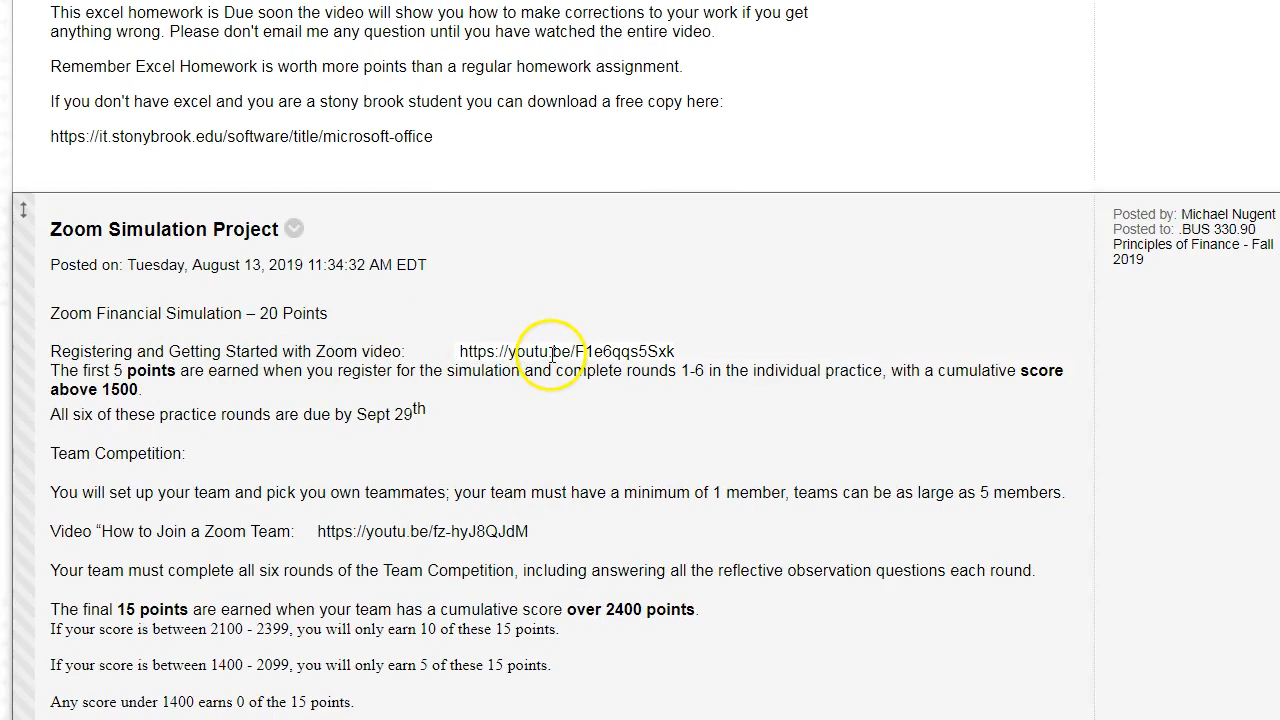 This excel homework is Due soon the video will show you how to make corrections to your work if you get
anything wrong. Please don't email me any question until you have watched the entire video.
Remember Excel Homework is worth more points than a regular homework assignment.
If you don't have excel and you are a stony brook student you can download a free copy here:
https://it.stonybrook.edu/software/title/microsoft-office
Zoom Simulation Project
Posted on: Tuesday, August 13, 2019 11:34:32 AM EDT
Posted by: Michael Nugent
Posted to: .BUS 330.90
Principles of Finance - Fall
2019
Zoom Financial Simulation – 20 Points
Registering and Getting Started with Zoom video: https://youtu.be/F1e6qqs5Sxk
The first 5 points are earned when you register for the simulation and complete rounds 1-6 in the individual practice, with a cumulative score
above 1500.
All six of these practice rounds are due by Sept 29th
Team Competition:
You will set up your team and pick you own teammates; your team must have a minimum of 1 member, teams can be as large as 5 members.
Video “How to Join a Zoom Team: https://youtu.be/fz-hyJ8QJdM
Your team must complete all six rounds of the Team Competition, including answering all the reflective observation questions each round.
The final 15 points are earned when your team has a cumulative score over 2400 points.
If your score is between 2100 - 2399, you will only earn 10 of these 15 points.
If your score is between 1400 - 2099, you will only earn 5 of these 15 points.
Any score under 1400 earns 0 of the 15 points.